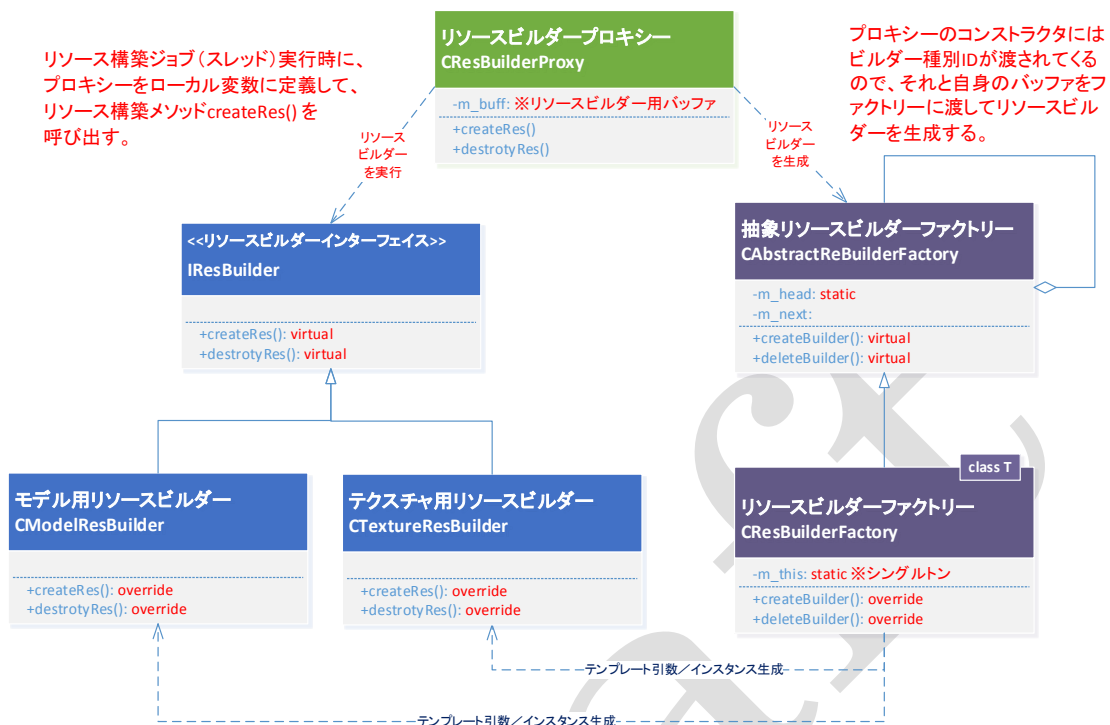 リソース構築ジョブ（スレッド）実行時に、
プロキシーをローカル変数に定義して、
リソース構築メソッドcreateRes() を
呼び出す。
リソースビルダープロキシー
CResBuilderProxy
-m_buff: ※リソースビルダー用バッファ
+createRes()
+destrotyRes()
プロキシーのコンストラクタには
ビルダー種別IDが渡されてくる
ので、それと自身のバッファをフ
ァクトリーに渡してリソースビル
ダーを生成する。
リソース
ビルダー
を実行
リソース
ビルダー
を生成
<<リソースビルダーインターフェイス>>
IResBuilder
+createRes(): virtual
+destrotyRes(): virtual
抽象リソースビルダーファクトリー
CAbstractReBuilderFactory
-m_head: static
-m_next:
+createBuilder(): virtual
+deleteBuilder(): virtual
モデル用リソースビルダー
CModelResBuilder
+createRes(): override
+destrotyRes(): override
テクスチャ用リソースビルダー
CTextureResBuilder
+createRes(): override
+destrotyRes(): override
class T
リソースビルダーファクトリー
CResBuilderFactory
-m_this: static ※シングルトン
+createBuilder(): override
+deleteBuilder(): override
テンプレート引数／インスタンス生成
テンプレート引数／インスタンス生成